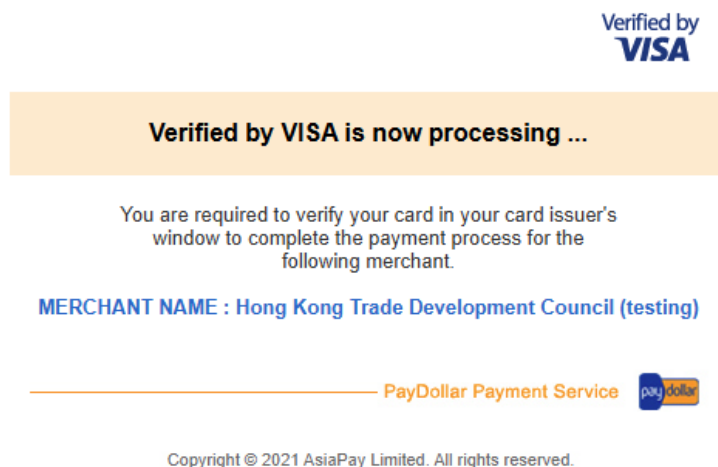 Verified by
VISA
Verified by VISA is now processing ...
You are required to verify your card in your card issuer's
window to complete the payment process for the
following merchant.
MERCHANT NAME : Hong Kong Trade Development Council (testing)
PayDollar Payment Service
pay dollar
Copyright © 2021 AsiaPay Limited. All rights reserved.